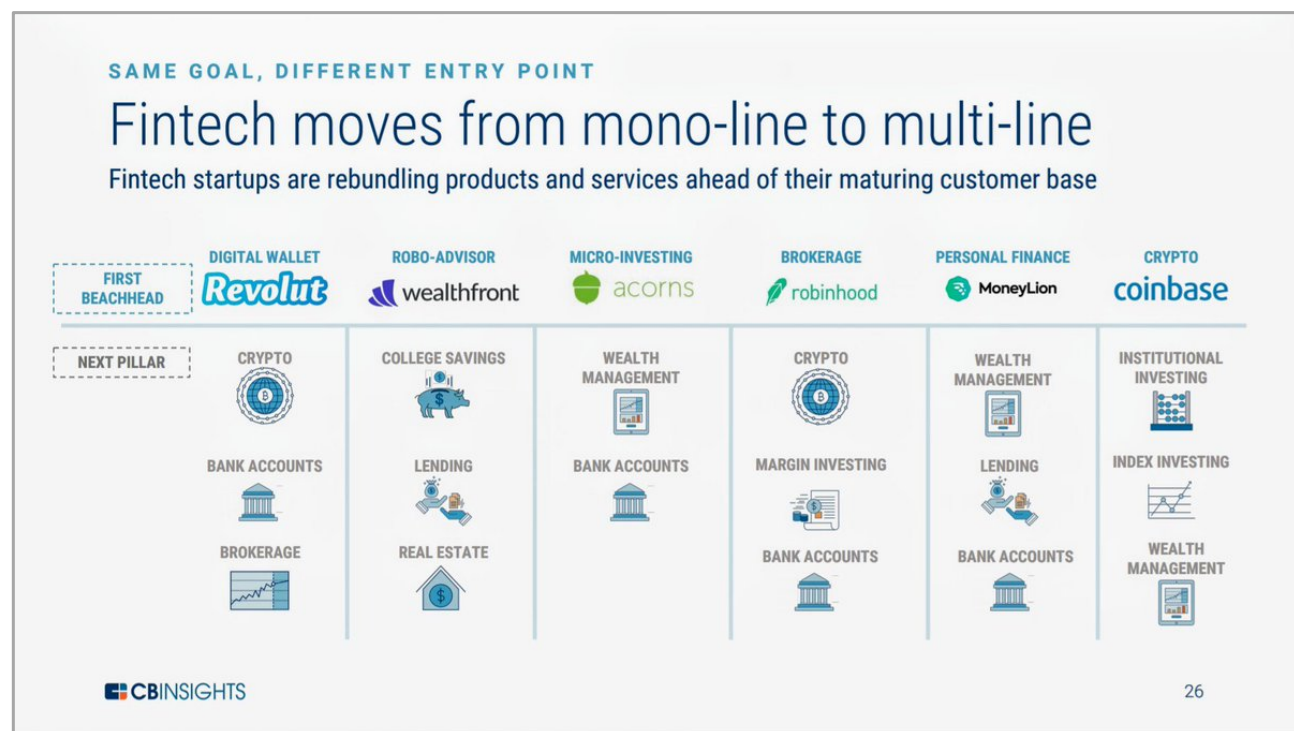 SAME GOAL, DIFFERENT ENTRY POINT
Fintech moves from mono-line to multi-line
Fintech startups are rebundling products and services ahead of their maturing customer base
FIRST
BEACHHEAD
DIGITAL WALLET
Revolut
ROBO-ADVISOR
wealthfront
MICRO-INVESTING
acorns
BROKERAGE
robinhood
PERSONAL FINANCE
MoneyLion
CRYPTO
coinbase
NEXT PILLAR
CRYPTO
BANK ACCOUNTS
BROKERAGE
COLLEGE SAVINGS
LENDING
REAL ESTATE
WEALTH
MANAGEMENT
BANK ACCOUNTS
CRYPTO
MARGIN INVESTING
BANK ACCOUNTS
WEALTH
MANAGEMENT
LENDING
BANK ACCOUNTS
INSTITUTIONAL
INVESTING
INDEX INVESTING
WEALTH
MANAGEMENT
CBINSIGHTS
26